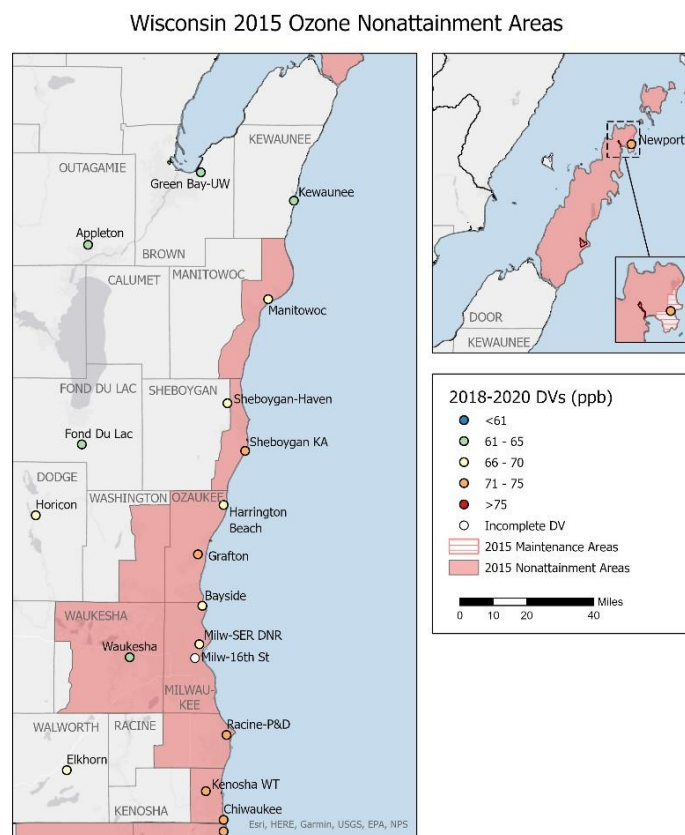 Wisconsin 2015 Ozone Nonattainment Areas
KEWAUNEE
OUTAGAMIE
Green Bay-UW
Kewaunee
Appleton
BROWN
CALUMET
MANITOWOC
Manitowoc
FOND DU LAC
SHEBOYGAN
Sheboygan-Haven
Fond Du Lac
Sheboygan KA
DODGE
WASHINGTON
OZAUKEE
Horicon
Harrington
Beach
Grafton
Bayside
WAUKESHA
Milw-SER DNR
Waukesha
Milw-16th St
MILWAU-
KEE
WALWORTH
RACINE
Racine-P&D
Elkhorn
Kenosha WT
KENOSHA
Chiwaukee
Esri, HERE, Garmin, USGS, EPA, NPS
Newport
DOOR
KEWAUNEE
2018-2020 DVs (ppb)
<61
61 - 65
66 - 70
71 - 75
>75
Incomplete DV
2015 Maintenance Areas
2015 Nonattainment Areas
0 10 20 40 Miles